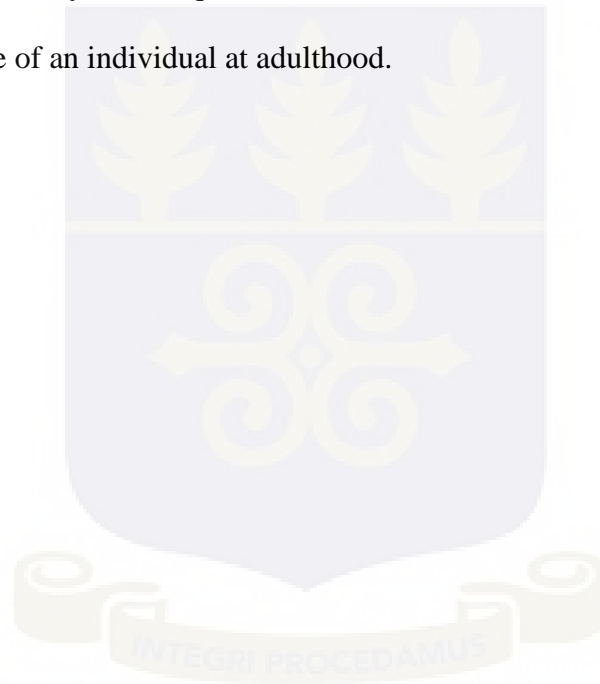 e of an individual at adulthood.
INTEGRI PROCEDAMUS